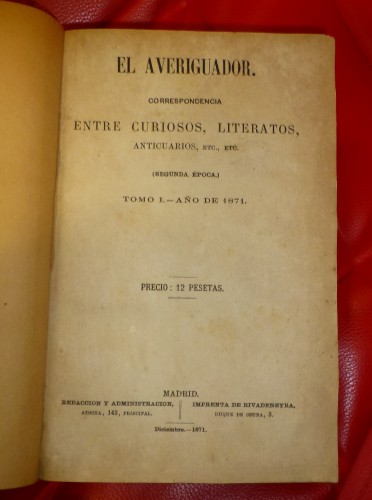 EL AVERIGUADOR.
CORRESPONDENCIA
ENTRE CURIOSOS, LITERATOS,
ANTICUARIOS, ETC., ETC.
(SEGUNDA ÉPOCA.)
TOMO I.—AÑO DE 1871.
PRECIO: 12 PESETAS.
MADRID.
REDACCION Y ADMINISTRACION,
142, PRINCIPAL.
IMPRENTA DE RIVADENEYRA,
DUQUE DE OSUNA, 3.
Diciembre.—1871.